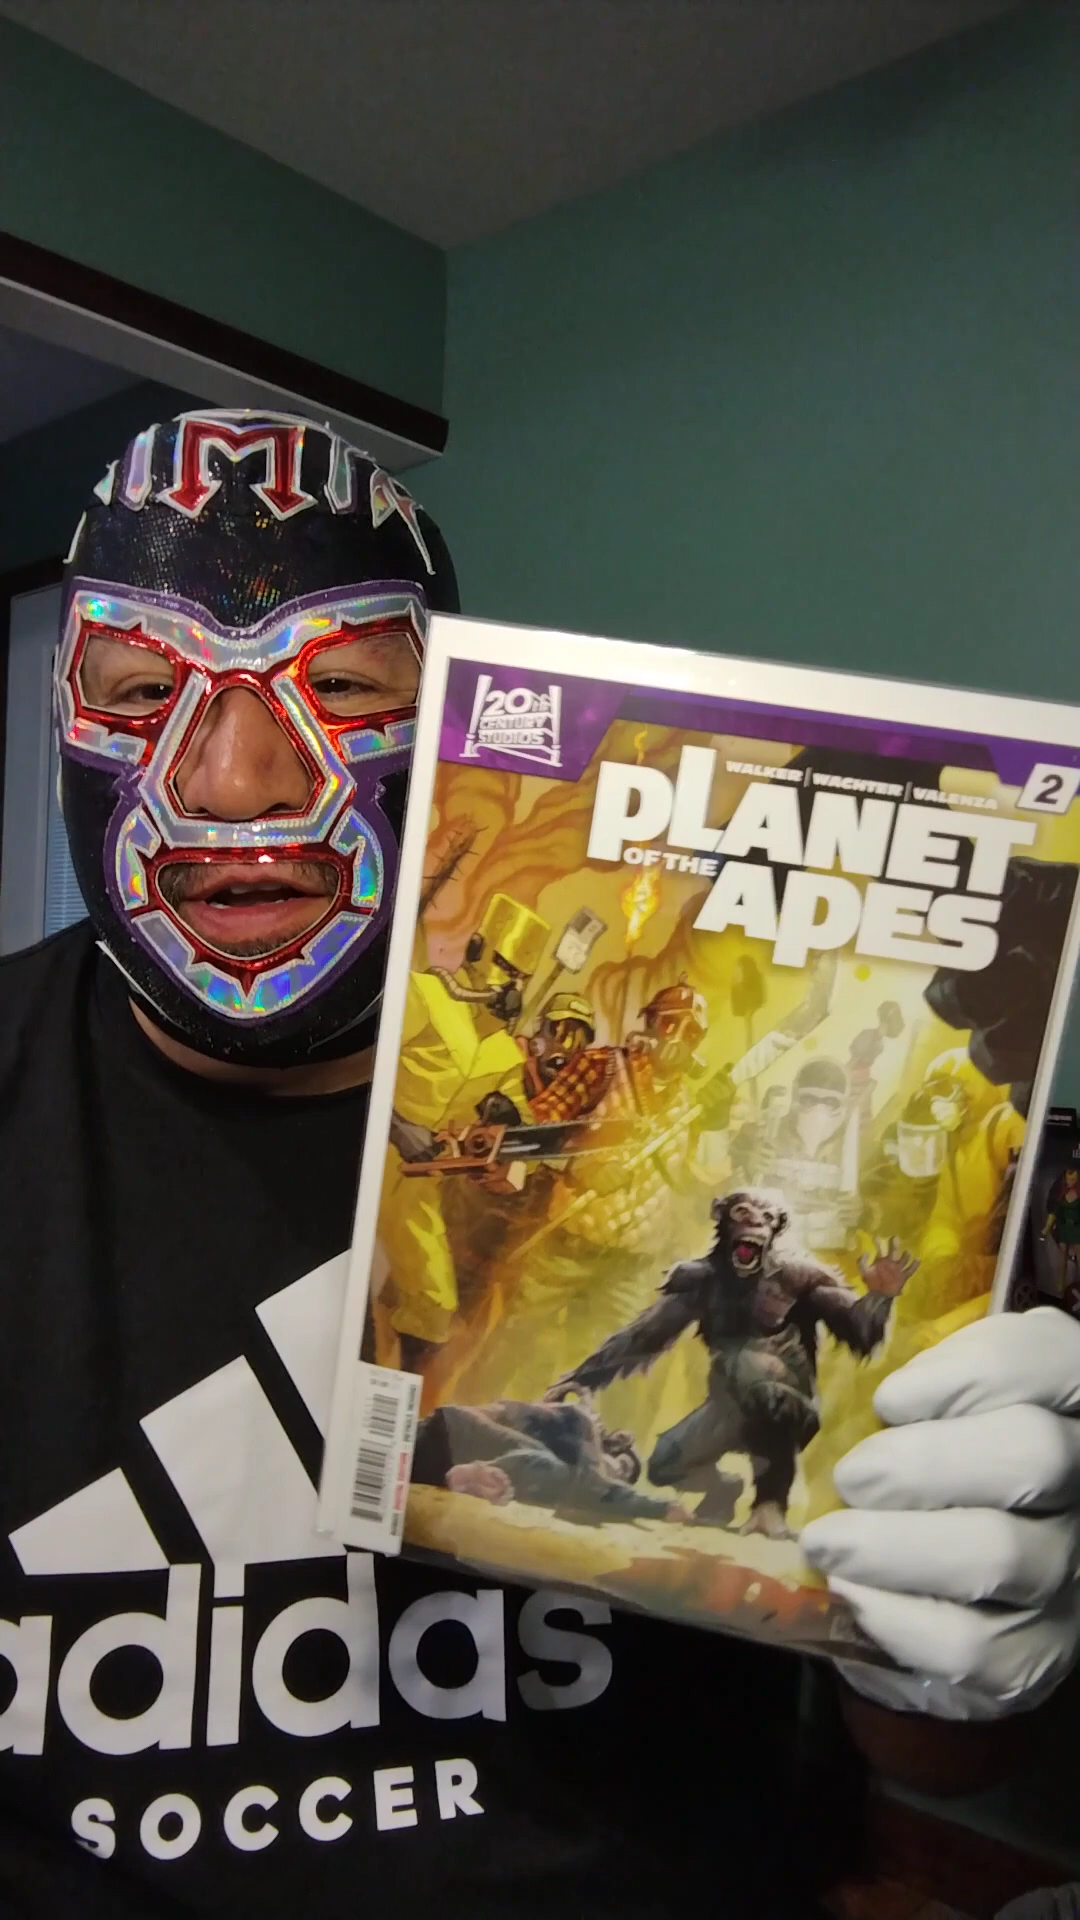 M
20th
CENTURY
STUDIOS
WALKER | WACHTER | VALENZA
2
PLANET
OF THE
APES
adidas
SOCCER